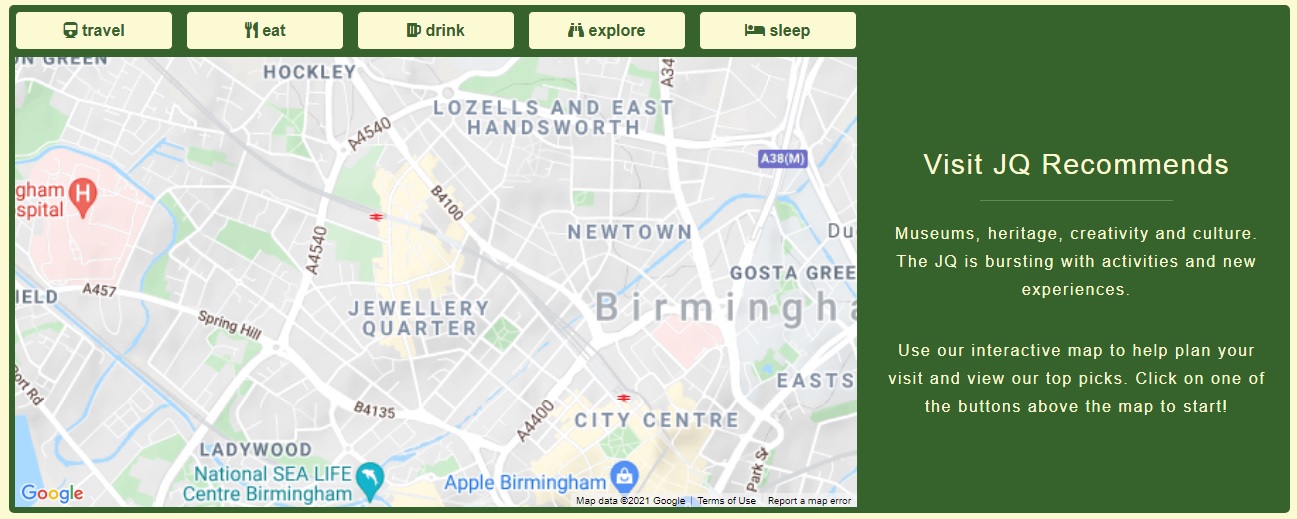 travel
eat
drink
explore
sleep
ON GREEN
HOCKLEY
A34
LOZELLS AND EAST
HANDSWORTH
A4540
A38(M)
gham
spital
H
B4100
NEWTOWN
Du
A4540
GOSTA GREE
IELD
A457
Birmingha
JEWELLERY
QUARTER
Spring Hill
EASTS
Port Rd
B4135
A4400
CITY CENTRE
LADYWOOD
Park St
National SEA LIFE
Centre Birmingham
Apple Birmingham
Google
Map data ©2021 Google
Terms of Use
Report a map error
Visit JQ Recommends
Museums, heritage, creativity and culture.
The JQ is bursting with activities and new
experiences.
Use our interactive map to help plan your
visit and view our top picks. Click on one of
the buttons above the map to start!